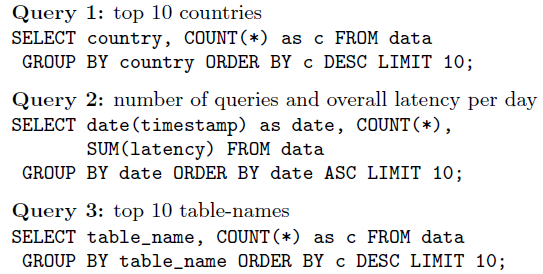 Query 1: top 10 countries
SELECT country, COUNT(*) as c FROM data
GROUP BY country ORDER BY c DESC LIMIT 10;
Query 2: number of queries and overall latency per day
SELECT date(timestamp) as date, COUNT(*),
SUM(latency) FROM data
GROUP BY date ORDER BY date ASC LIMIT 10;
Query 3: top 10 table-names
SELECT table_name, COUNT(*) as c FROM data
GROUP BY table_name ORDER BY c DESC LIMIT 10;